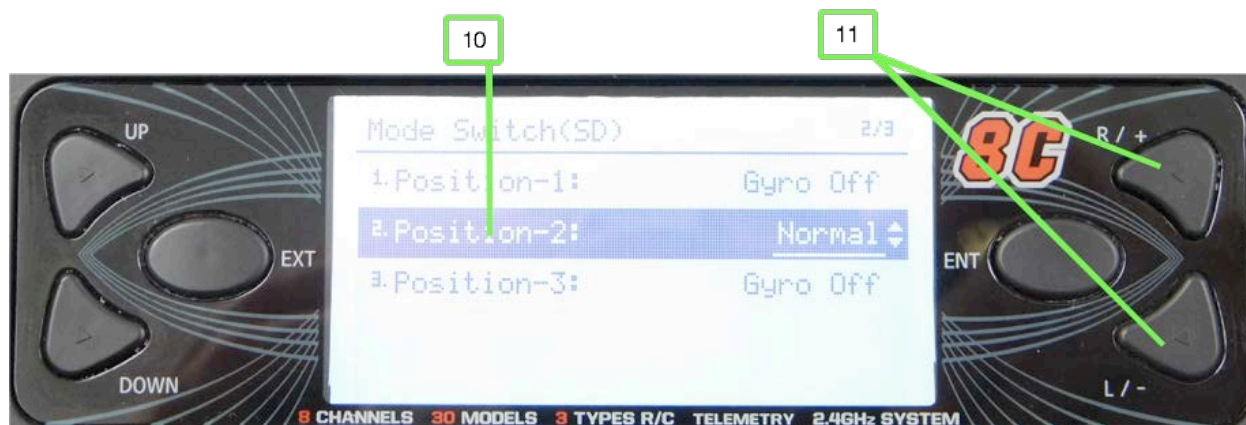 10
11
UP
EXT
DOWN
Mode Switch(SD) 2/3
1.Position-1: Gyro Off
2.Position-2: Normal
3.Position-3: Gyro Off
8C
R / +
ENT
L / -
8 CHANNELS 30 MODELS 3 TYPES R/C TELEMETRY 2.4GHz SYSTEM